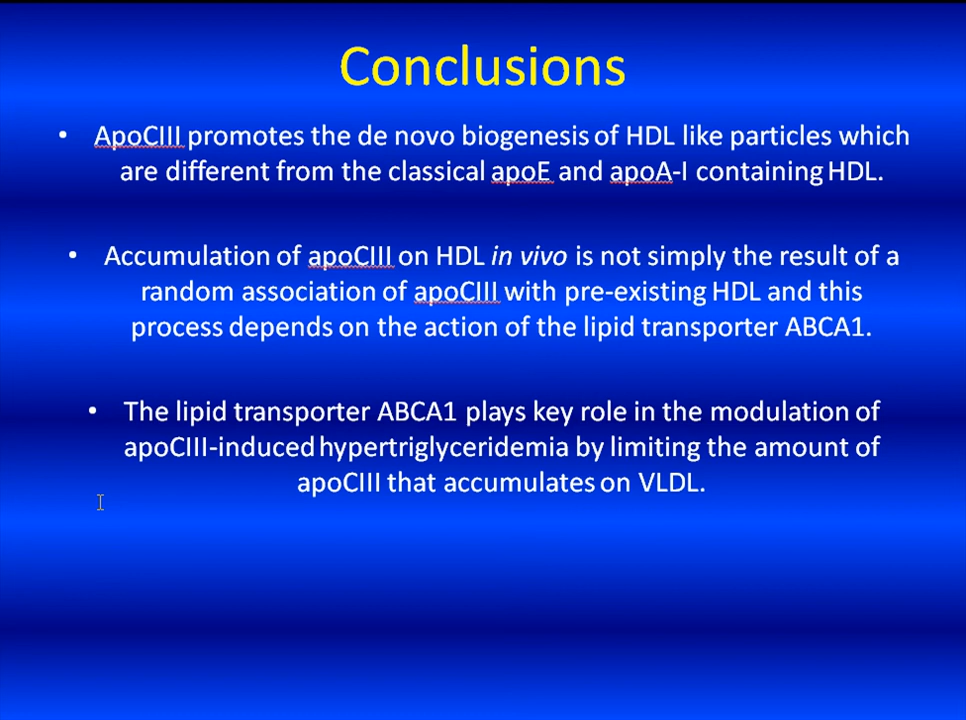 Conclusions
• ApoCIII promotes the de novo biogenesis of HDL like particles which
are different from the classical apoE and apoA-I containing HDL.
• Accumulation of apoCIII on HDL in vivo is not simply the result of a
random association of apoCIII with pre-existing HDL and this
process depends on the action of the lipid transporter ABCA1.
• The lipid transporter ABCA1 plays key role in the modulation of
apoCIII-induced hypertriglyceridemia by limiting the amount of
apoCIII that accumulates on VLDL.